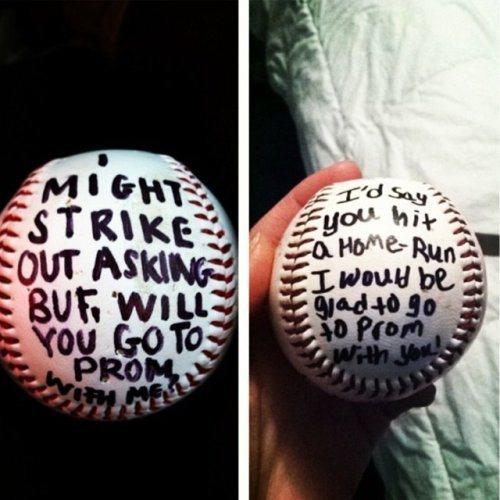 I
MIGHT
STRIKE
OUT ASKING
BUT, WILL
YOU GO TO
PROM
WITH ME?
I'd Say
you hit
a HOME-RUN
I would be
glad to go
to Prom
with you!